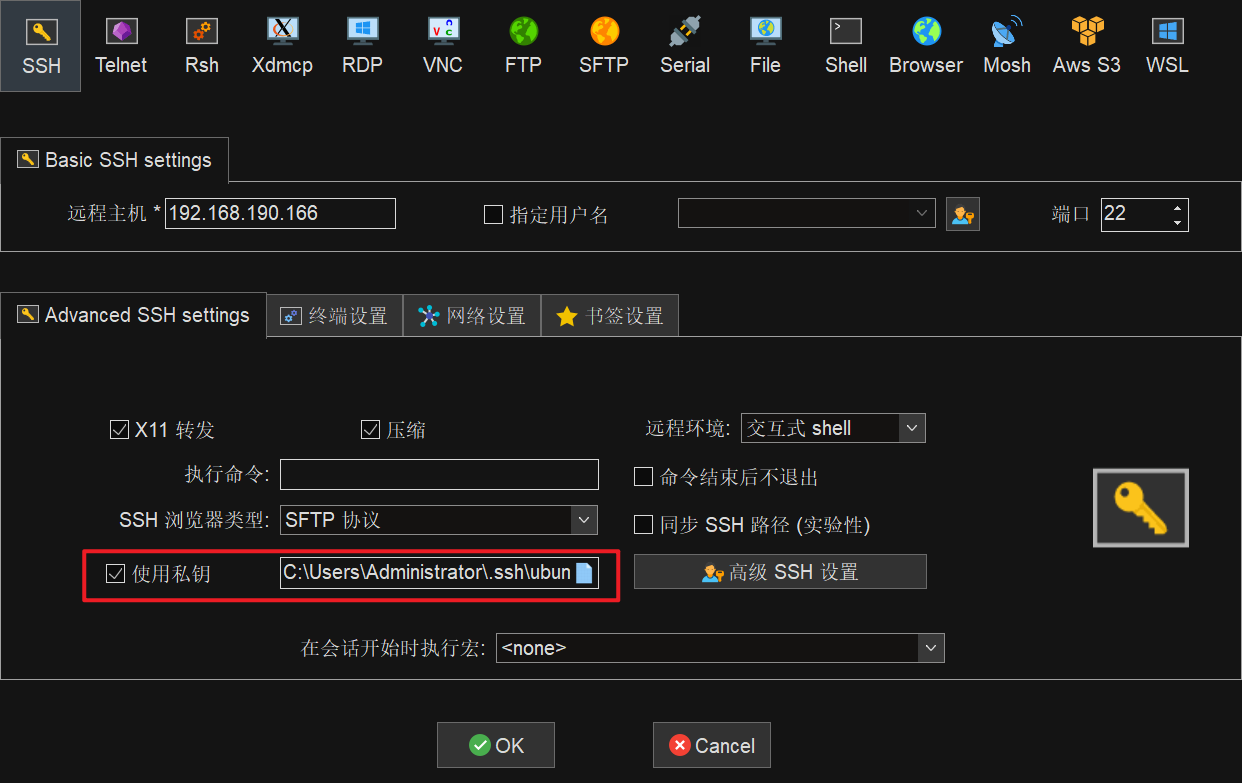 SSH Telnet Rsh Xdmcp RDP VNC FTP SFTP Serial File Shell Browser Mosh Aws S3 WSL
Basic SSH settings
远程主机 * 192.168.190.166 指定用户名 端口 22
Advanced SSH settings 终端设置 网络设置 书签设置
X11 转发 压缩 远程环境: 交互式 shell
执行命令: 命令结束后不退出
SSH 浏览器类型: SFTP 协议 同步 SSH 路径 (实验性)
使用私钥 C:\Users\Administrator\.ssh\ubun 高级 SSH 设置
在会话开始时执行宏: <none>
OK Cancel